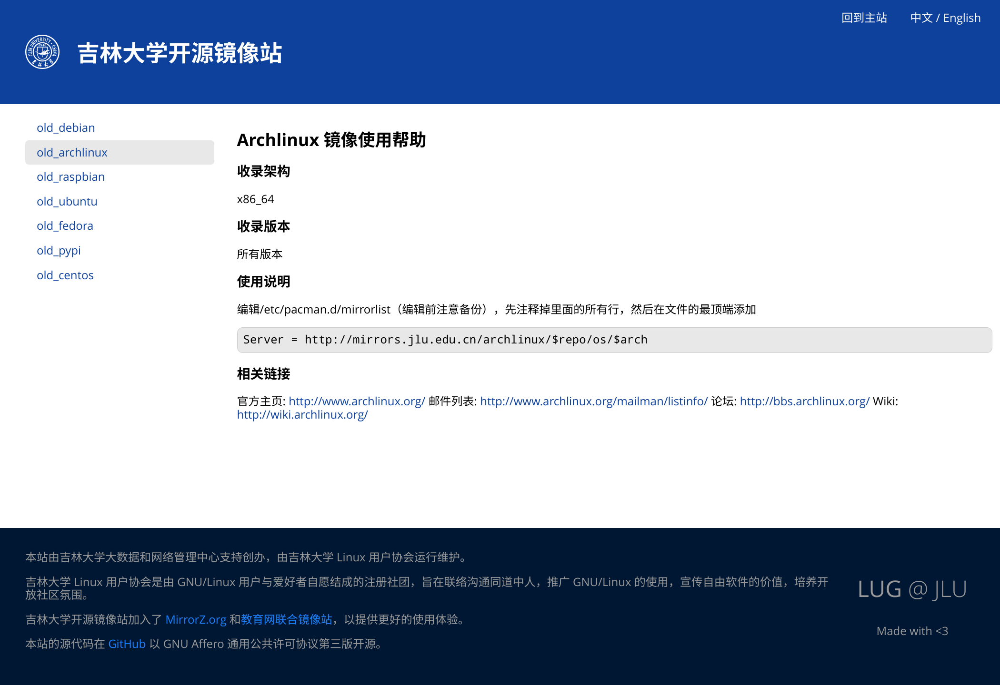 回到主站 中文 / English
JILIN UNIVERSITY · CHINA
1946
吉林大学
吉林大学开源镜像站
old_debian
old_archlinux
old_raspbian
old_ubuntu
old_fedora
old_pypi
old_centos
Archlinux 镜像使用帮助
收录架构
x86_64
收录版本
所有版本
使用说明
编辑/etc/pacman.d/mirrorlist（编辑前注意备份），先注释掉里面的所有行，然后在文件的最顶端添加
Server = http://mirrors.jlu.edu.cn/archlinux/$repo/os/$arch
相关链接
官方主页: http://www.archlinux.org/ 邮件列表: http://www.archlinux.org/mailman/listinfo/ 论坛: http://bbs.archlinux.org/ Wiki:
http://wiki.archlinux.org/
本站由吉林大学大数据和网络管理中心支持创办，由吉林大学 Linux 用户协会运行维护。
吉林大学 Linux 用户协会是由 GNU/Linux 用户与爱好者自愿结成的注册社团，旨在联络沟通同道中人，推广 GNU/Linux 的使用，宣传自由软件的价值，培养开
放社区氛围。
吉林大学开源镜像站加入了 MirrorZ.org 和教育网联合镜像站，以提供更好的使用体验。
本站的源代码在 GitHub 以 GNU Affero 通用公共许可协议第三版开源。
LUG @ JLU
Made with <3